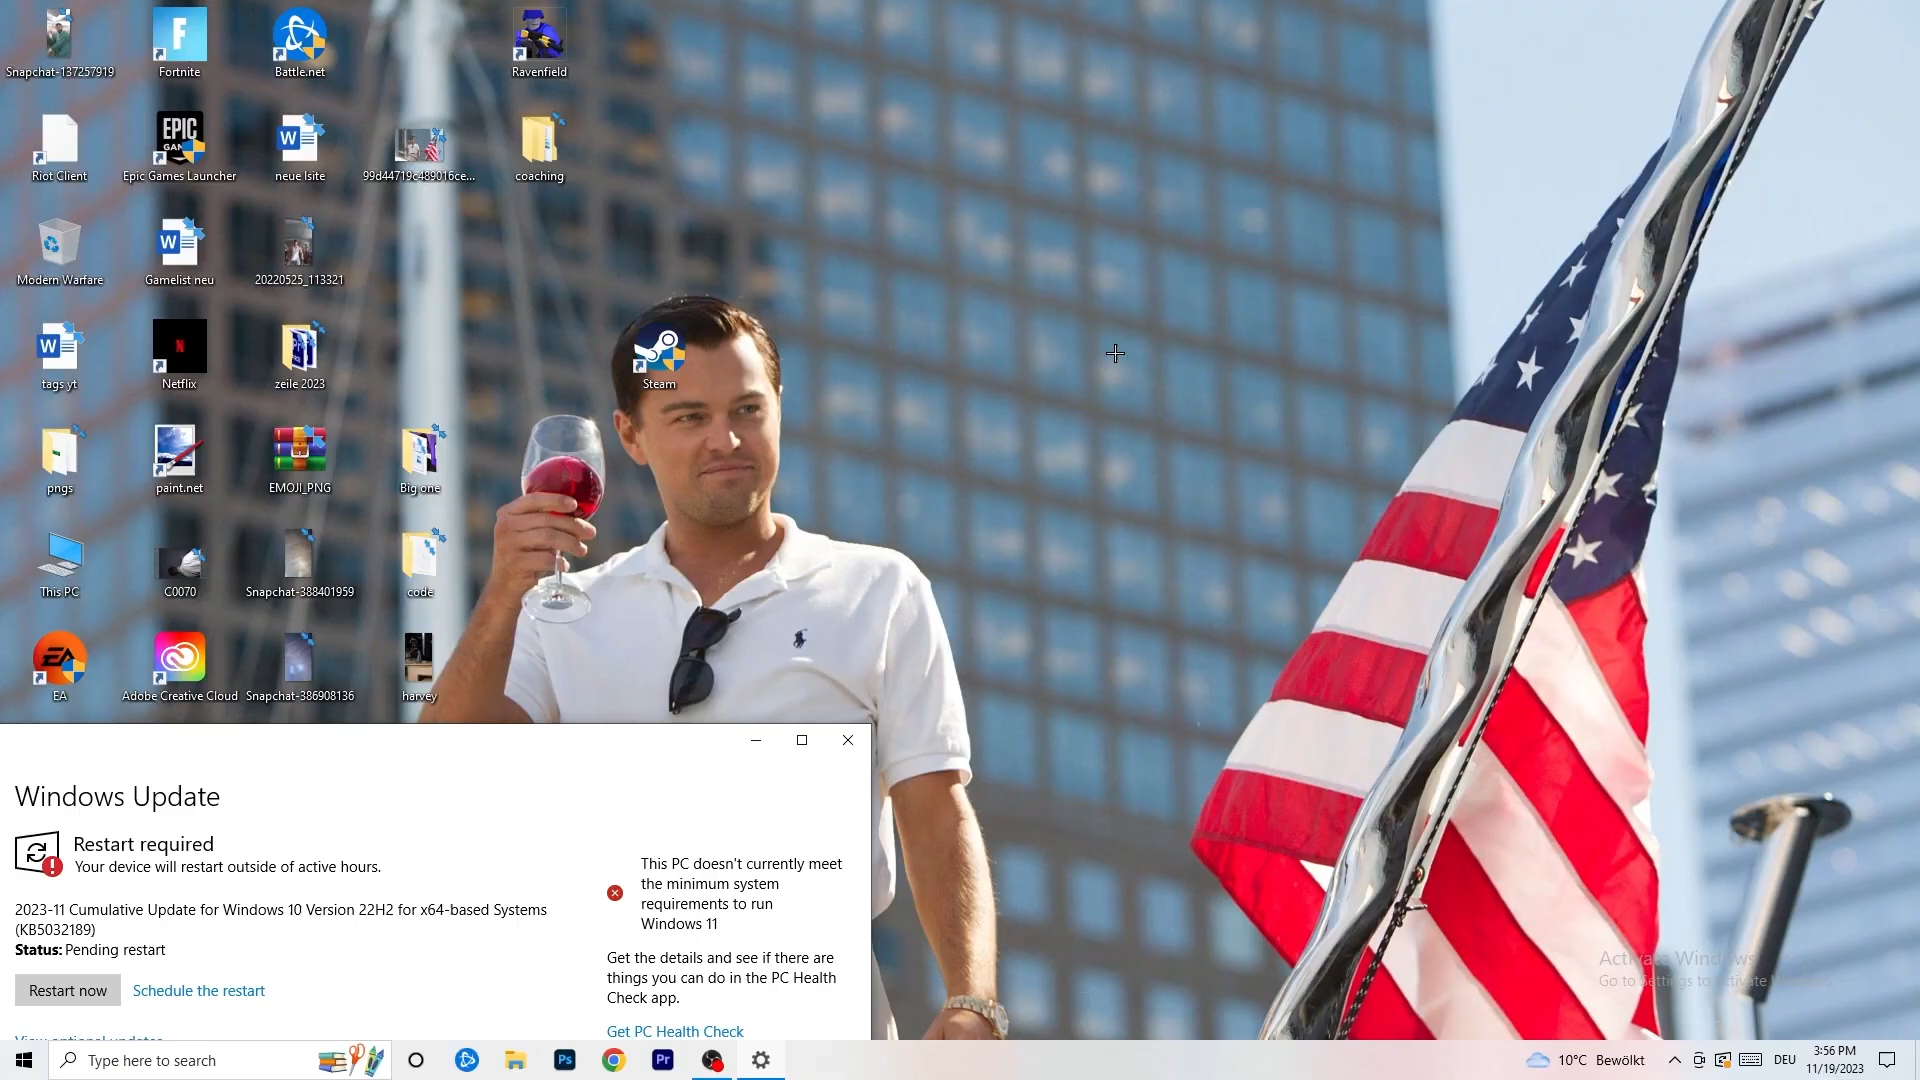 Snapchat-137257919
Fortnite
Battle.net
Ravenfield
Riot Client
Epic Games Launcher
neue lsite
99d44719c489016ce...
coaching
Modern Warfare
Gamelist neu
20220525_113321
tags yt
Netflix
zeile 2023
Steam
pngs
paint.net
EMOJI_PNG
Big one
This PC
C0070
Snapchat-388401959
code
EA
Adobe Creative Cloud
Snapchat-386908136
harvey
Windows Update
Restart required
Your device will restart outside of active hours.
2023-11 Cumulative Update for Windows 10 Version 22H2 for x64-based Systems
(KB5032189)
Status: Pending restart
Restart now
Schedule the restart
View optional updates
This PC doesn't currently meet
the minimum system
requirements to run
Windows 11
Get the details and see if there are
things you can do in the PC Health
Check app.
Get PC Health Check
Activate Windows
Go to Settings to activate Windows.
Type here to search
10°C Bewölkt
DEU
3:56 PM
11/19/2023